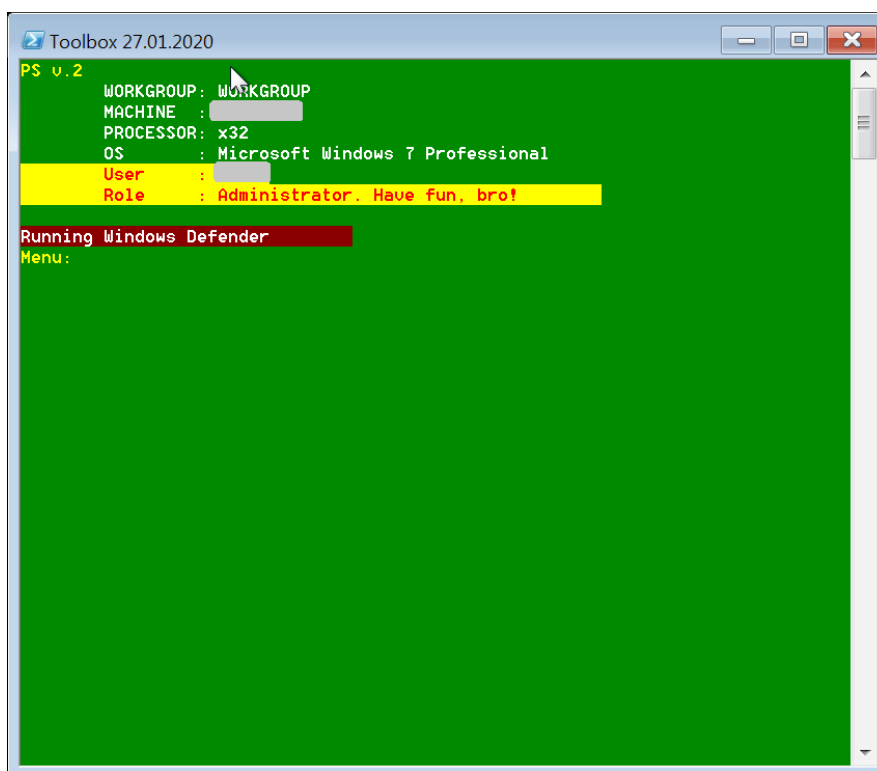 Toolbox 27.01.2020
PS v.2
WORKGROUP: WORKGROUP
MACHINE :
PROCESSOR: x32
OS : Microsoft Windows 7 Professional
User :
Role : Administrator. Have fun, bro!
Running Windows Defender
Menu: